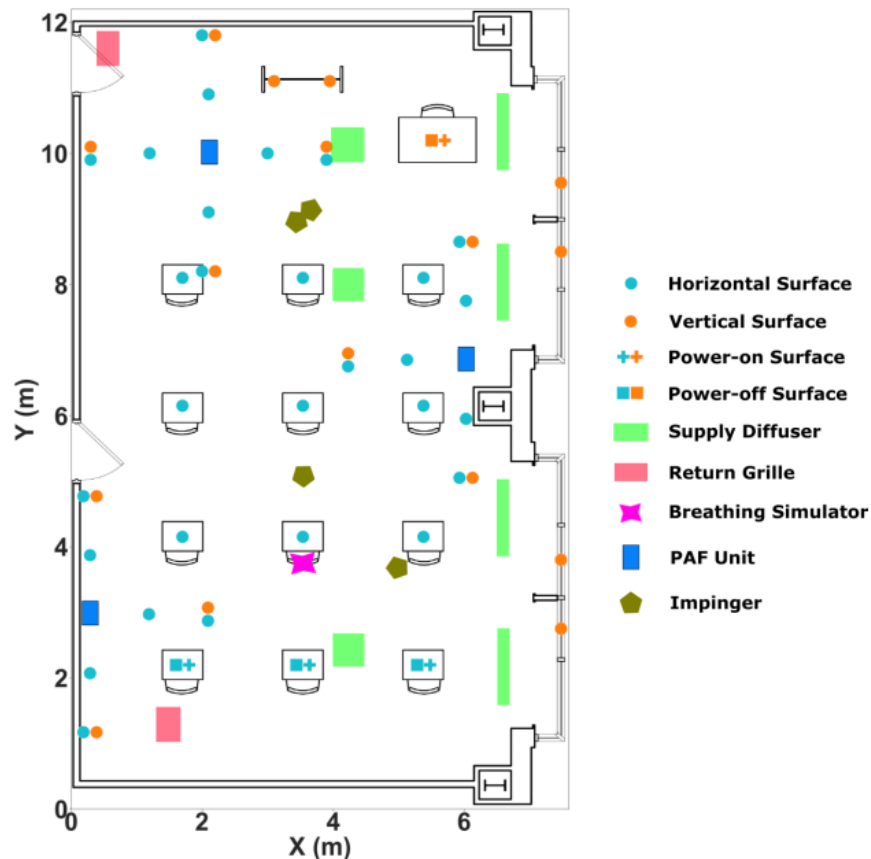 12
10
8
6
4
2
0
0
2
4
6
Y (m)
X (m)
Horizontal Surface
Vertical Surface
Power-on Surface
Power-off Surface
Supply Diffuser
Return Grille
Breathing Simulator
PAF Unit
Impinger